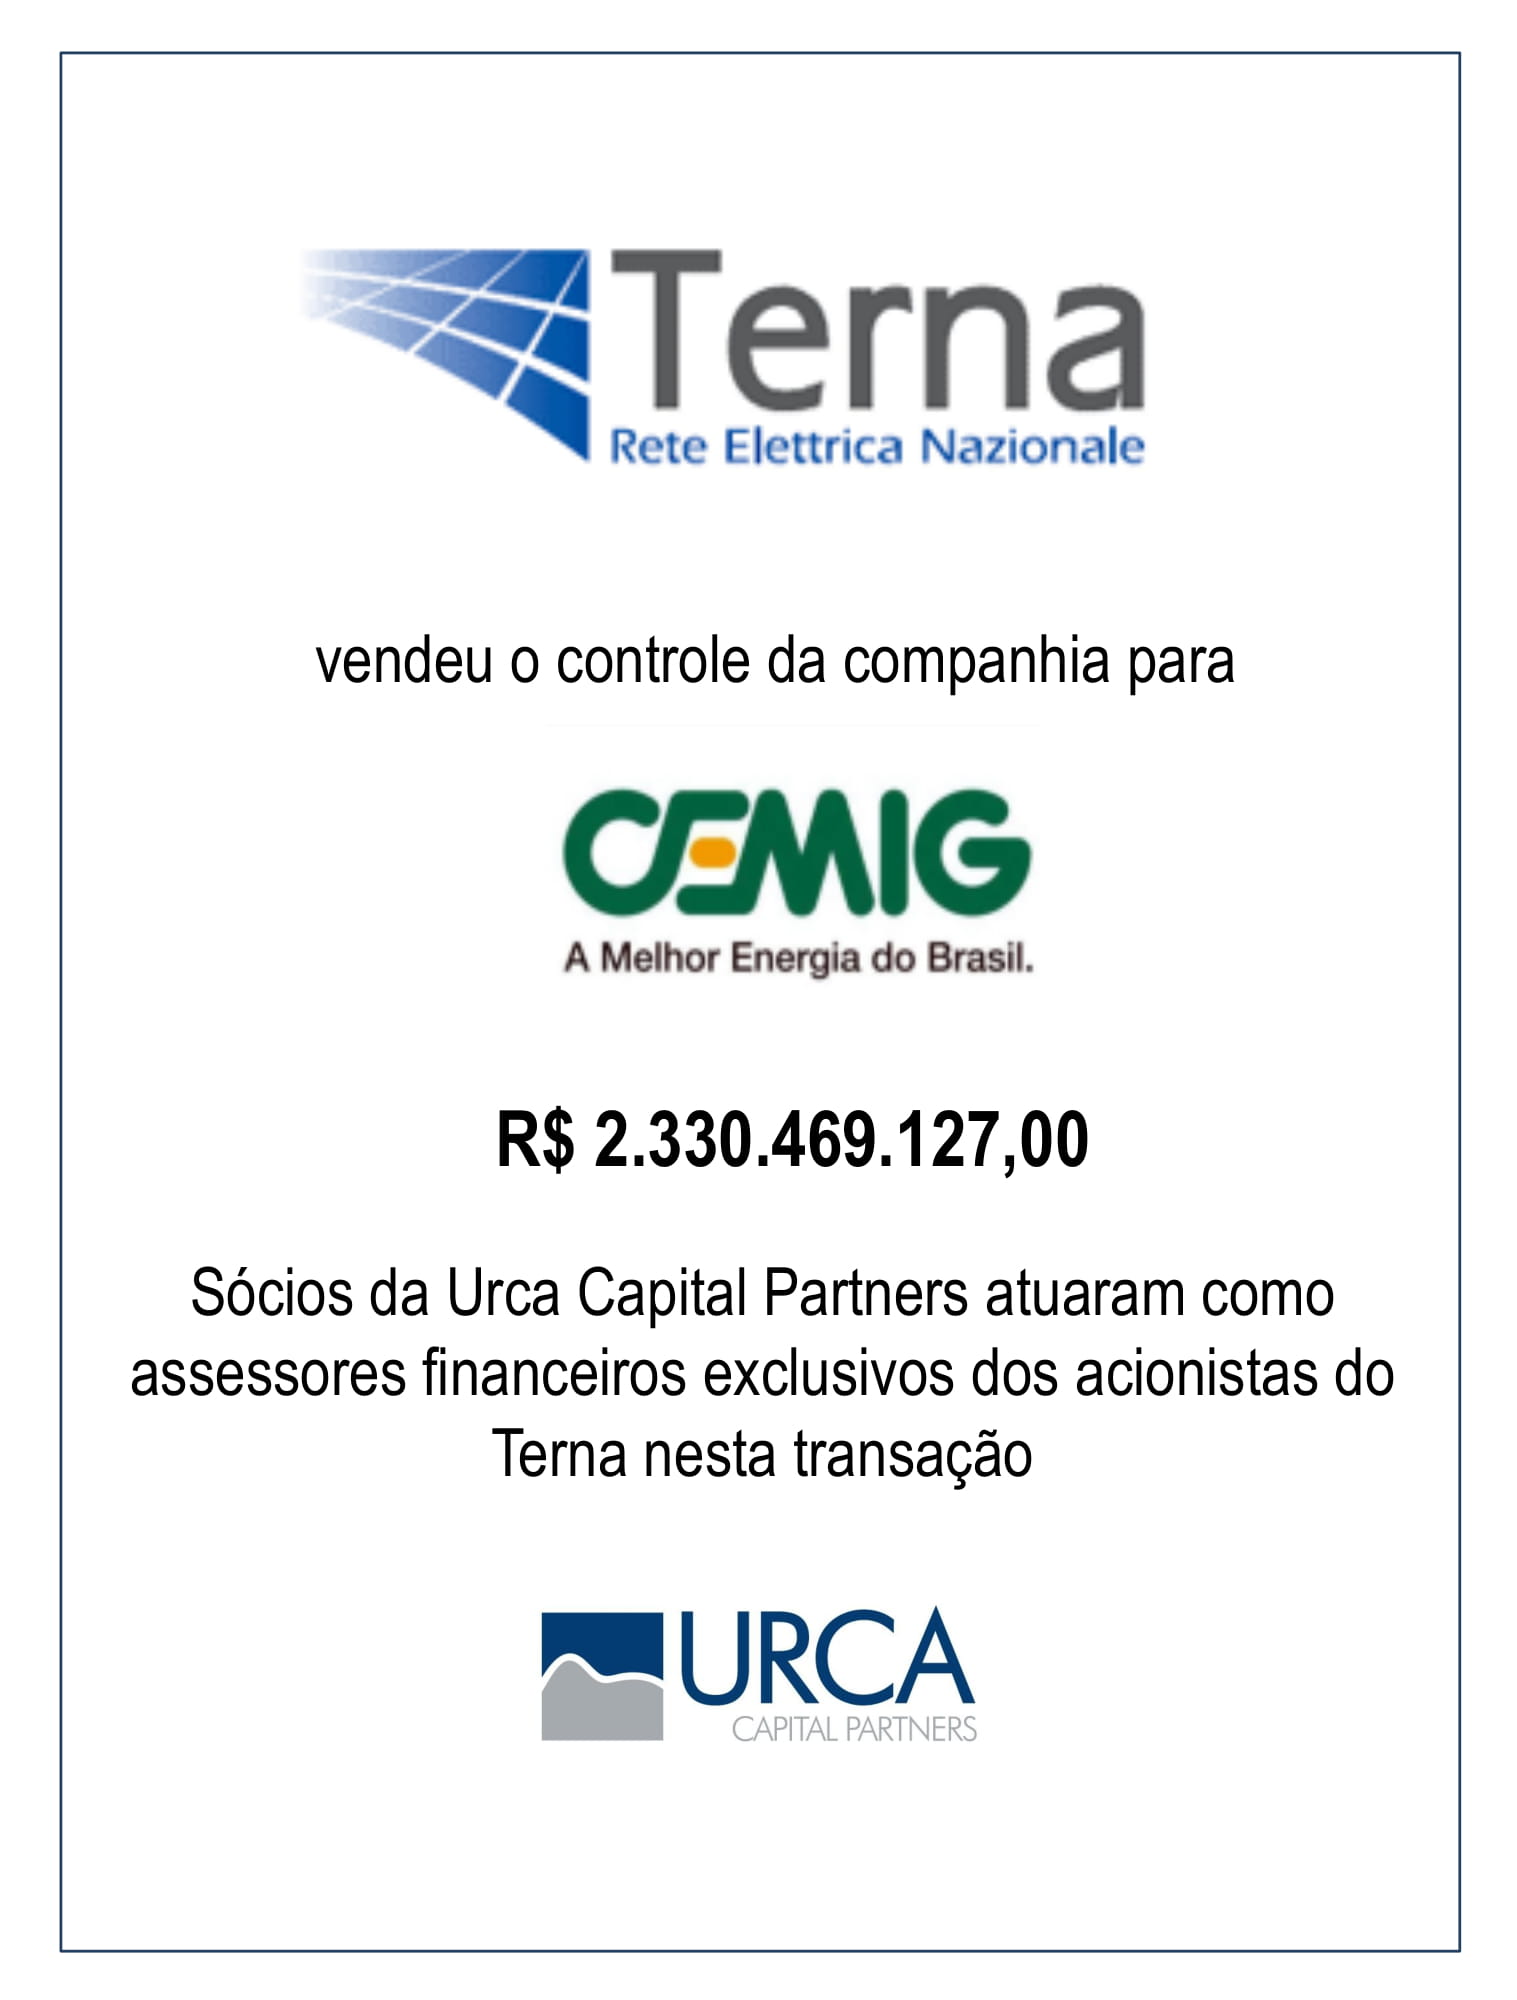 Terna
Rete Elettrica Nazionale
vendeu o controle da companhia para
CEMIG
A Melhor Energia do Brasil.
R$ 2.330.469.127,00
Sócios da Urca Capital Partners atuaram como
assessores financeiros exclusivos dos acionistas do
Terna nesta transação
URCA
CAPITAL PARTNERS